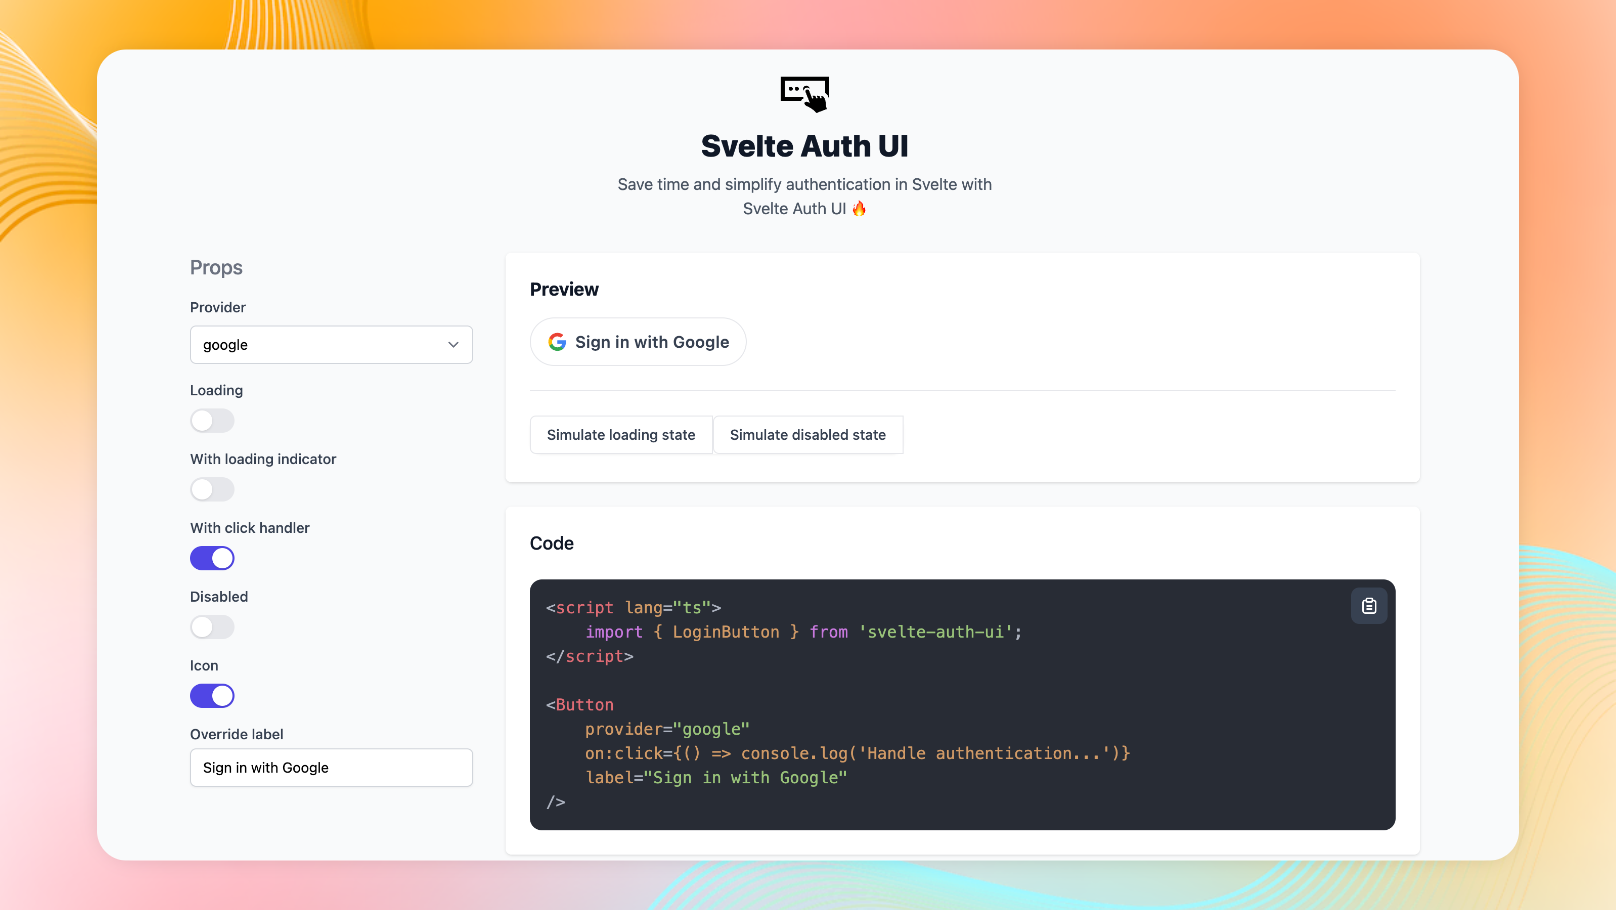 Svelte Auth UI
Save time and simplify authentication in Svelte with
Svelte Auth UI 🔥
Props
Provider
google
Loading
With loading indicator
With click handler
Disabled
Icon
Override label
Sign in with Google
Preview
Sign in with Google
Simulate loading state
Simulate disabled state
Code
<script lang="ts">
    import { LoginButton } from 'svelte-auth-ui';
</script>
<Button
    provider="google"
    on:click={() => console.log('Handle authentication...')}
    label="Sign in with Google"
/>